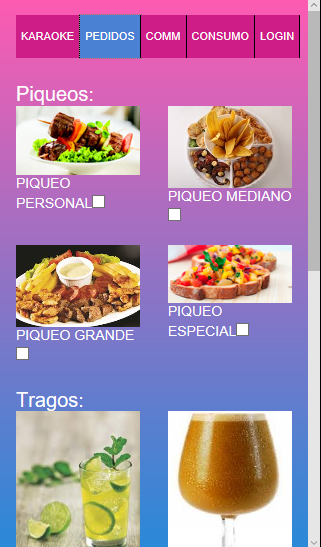 KARAOKE PEDIDOS COMM CONSUMO LOGIN
Piqueos:
PIQUEO
PERSONAL
PIQUEO MEDIANO
PIQUEO GRANDE
PIQUEO
ESPECIAL
Tragos: